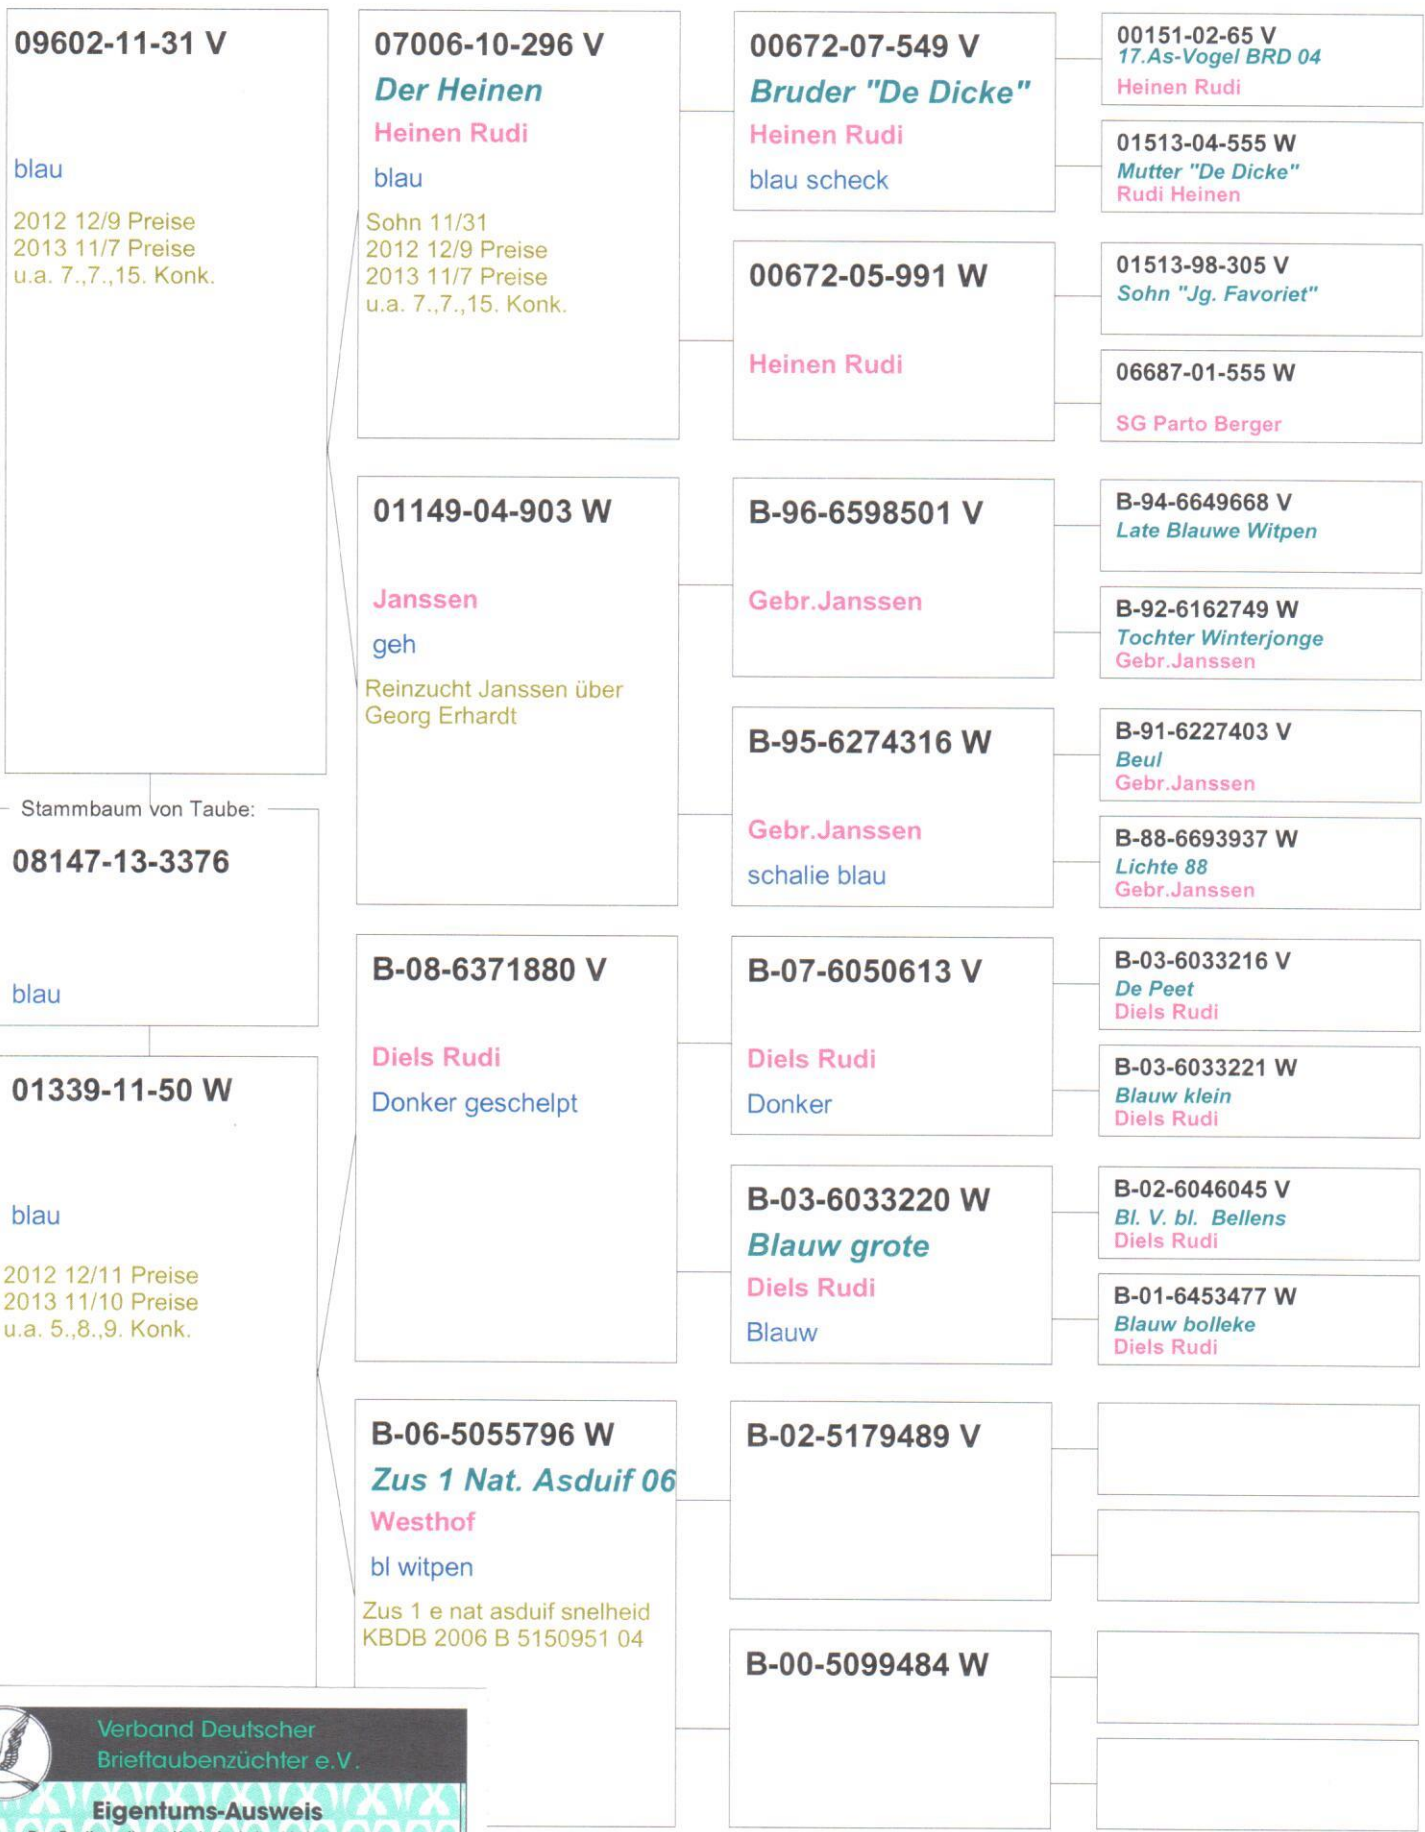 09602-11-31 V
blau
2012 12/9 Preise
2013 11/7 Preise
u.a. 7.,7.,15. Konk.
Stammbaum von Taube:
08147-13-3376
blau
01339-11-50 W
blau
2012 12/11 Preise
2013 11/10 Preise
u.a. 5.,8.,9. Konk.
07006-10-296 V
Der Heinen
Heinen Rudi
blau
Sohn 11/31
2012 12/9 Preise
2013 11/7 Preise
u.a. 7.,7.,15. Konk.
01149-04-903 W
Janssen
geh
Reinzucht Janssen über
Georg Erhardt
B-08-6371880 V
Diels Rudi
Donker geschelpt
B-06-5055796 W
Zus 1 Nat. Asduif 06
Westhof
bl witpen
Zus 1 e nat asduif snelheid
KBDB 2006 B 5150951 04
00672-07-549 V
Bruder "De Dicke"
Heinen Rudi
blau scheck
00672-05-991 W
Heinen Rudi
B-96-6598501 V
Gebr.Janssen
B-95-6274316 W
Gebr.Janssen
schalie blau
B-07-6050613 V
Diels Rudi
Donker
B-03-6033220 W
Blauw grote
Diels Rudi
Blauw
B-02-5179489 V
B-00-5099484 W
00151-02-65 V
17.As-Vogel BRD 04
Heinen Rudi
01513-04-555 W
Mutter "De Dicke"
Rudi Heinen
01513-98-305 V
Sohn "Jg. Favoriet"
06687-01-555 W
SG Parto Berger
B-94-6649668 V
Late Blauwe Witpen
B-92-6162749 W
Tochter Winterjonge
Gebr.Janssen
B-91-6227403 V
Beul
Gebr.Janssen
B-88-6693937 W
Lichte 88
Gebr.Janssen
B-03-6033216 V
De Peet
Diels Rudi
B-03-6033221 W
Blauw klein
Diels Rudi
B-02-6046045 V
Bl. V. bl. Bellens
Diels Rudi
B-01-6453477 W
Blauw bolleke
Diels Rudi
Verband Deutscher
Brieftaubenzüchter e.V.
Eigentums-Ausweis